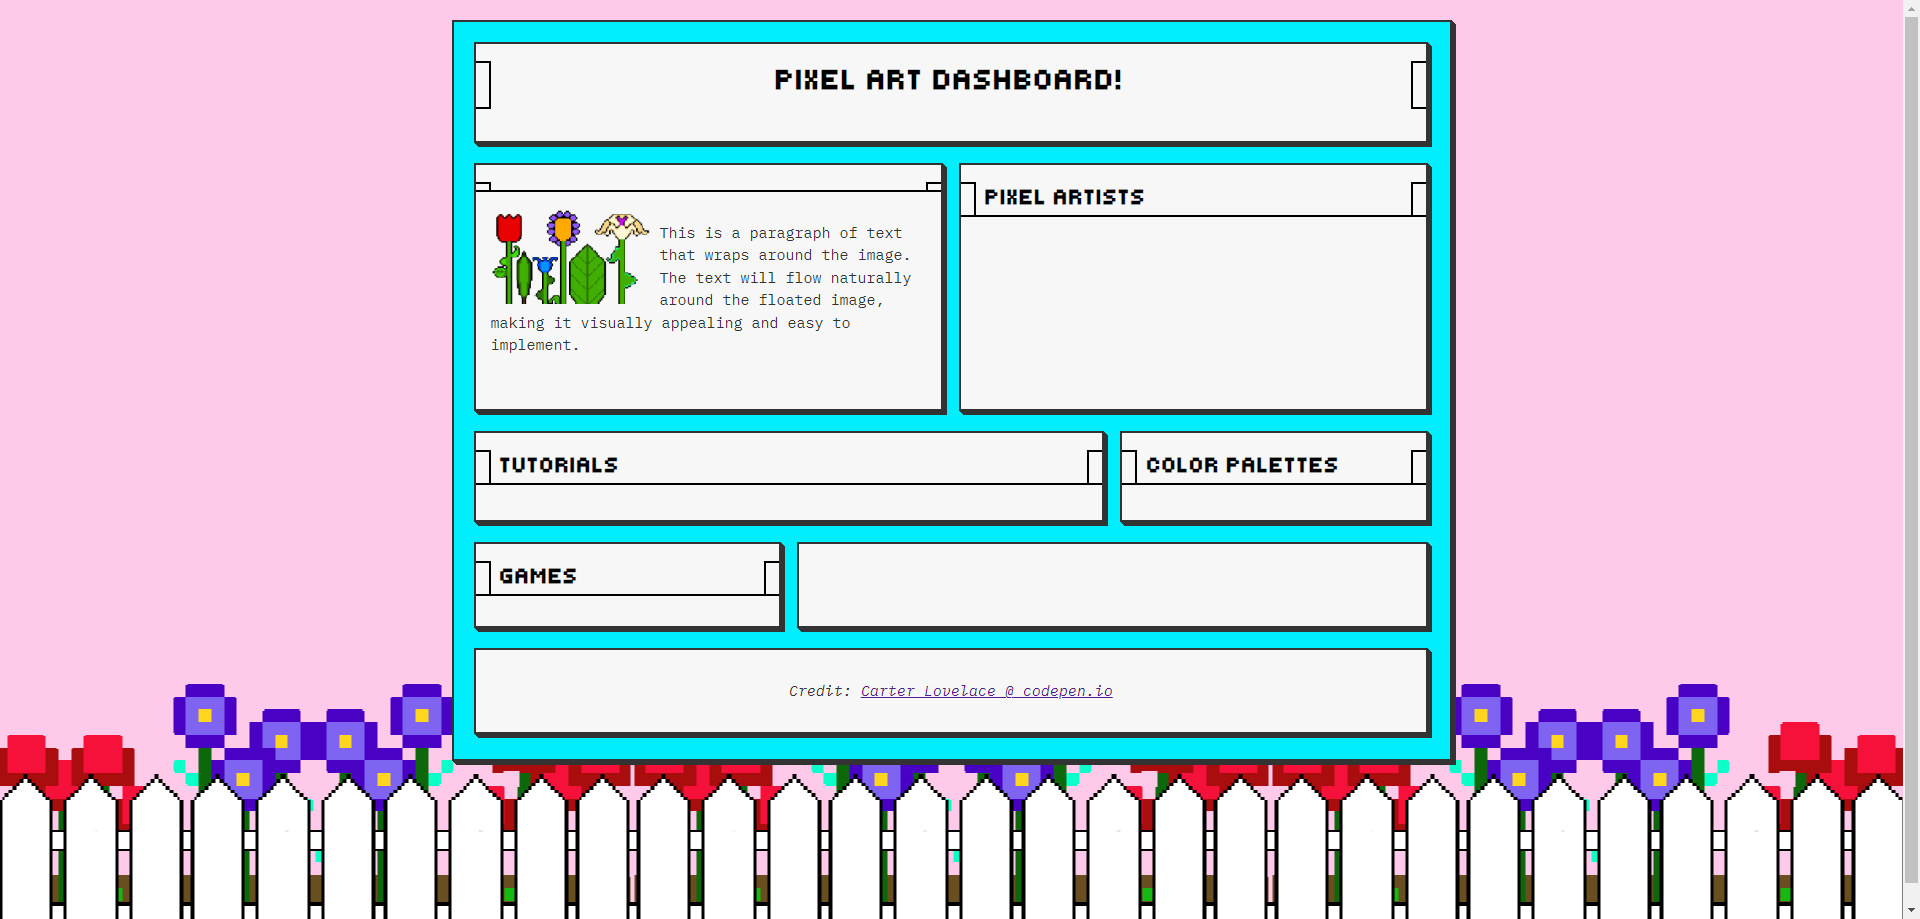 PIXEL ART DASHBOARD!
This is a paragraph of text
that wraps around the image.
The text will flow naturally
around the floated image,
making it visually appealing and easy to
implement.
PIXEL ARTISTS
TUTORIALS
COLOR PALETTES
GAMES
Credit: Carter Lovelace @ codepen.io